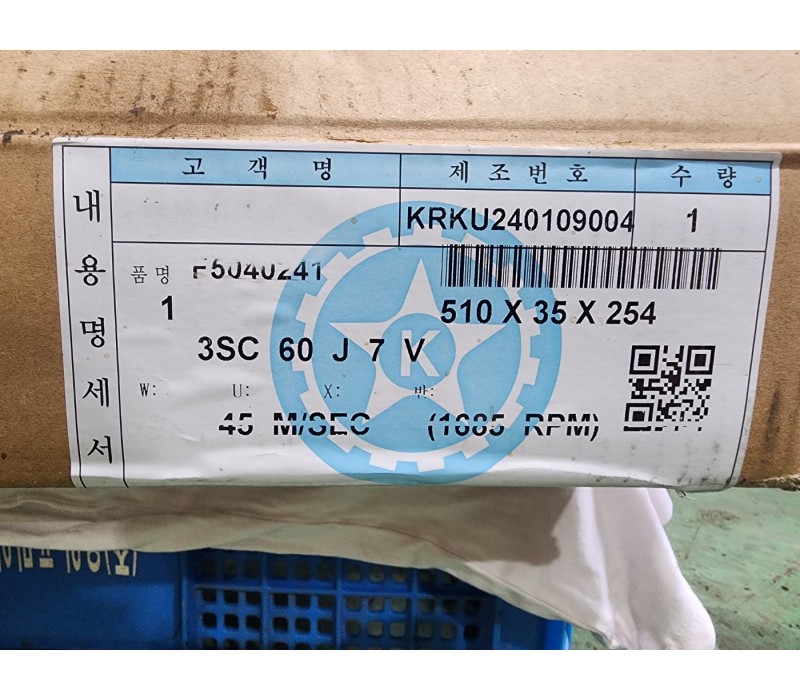 내용명세서
고객명 제조번호 수량
KRKU240109004 1
품명 F5040241
1 510 X 35 X 254
3SC 60 J 7 V
K
W: U: X: 반:
45 M/SEC (1685 RPM)